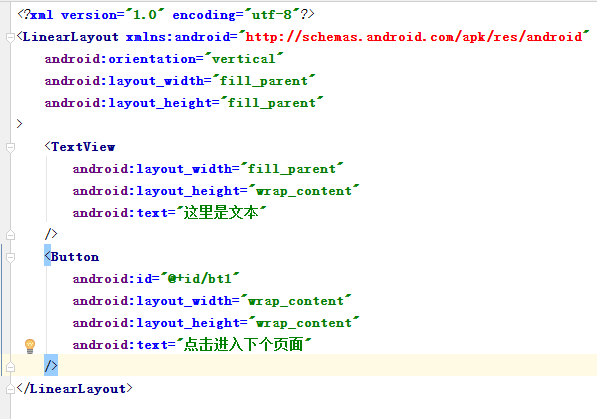 <?xml version="1.0" encoding="utf-8"?>
<LinearLayout xmlns:android="http://schemas.android.com/apk/res/android"
    android:orientation="vertical"
    android:layout_width="fill_parent"
    android:layout_height="fill_parent"
>
    <TextView
        android:layout_width="fill_parent"
        android:layout_height="wrap_content"
        android:text="这里是文本"
    />
    <Button
        android:id="@+id/bt1"
        android:layout_width="wrap_content"
        android:layout_height="wrap_content"
        android:text="点击进入下个页面"
    />
</LinearLayout>